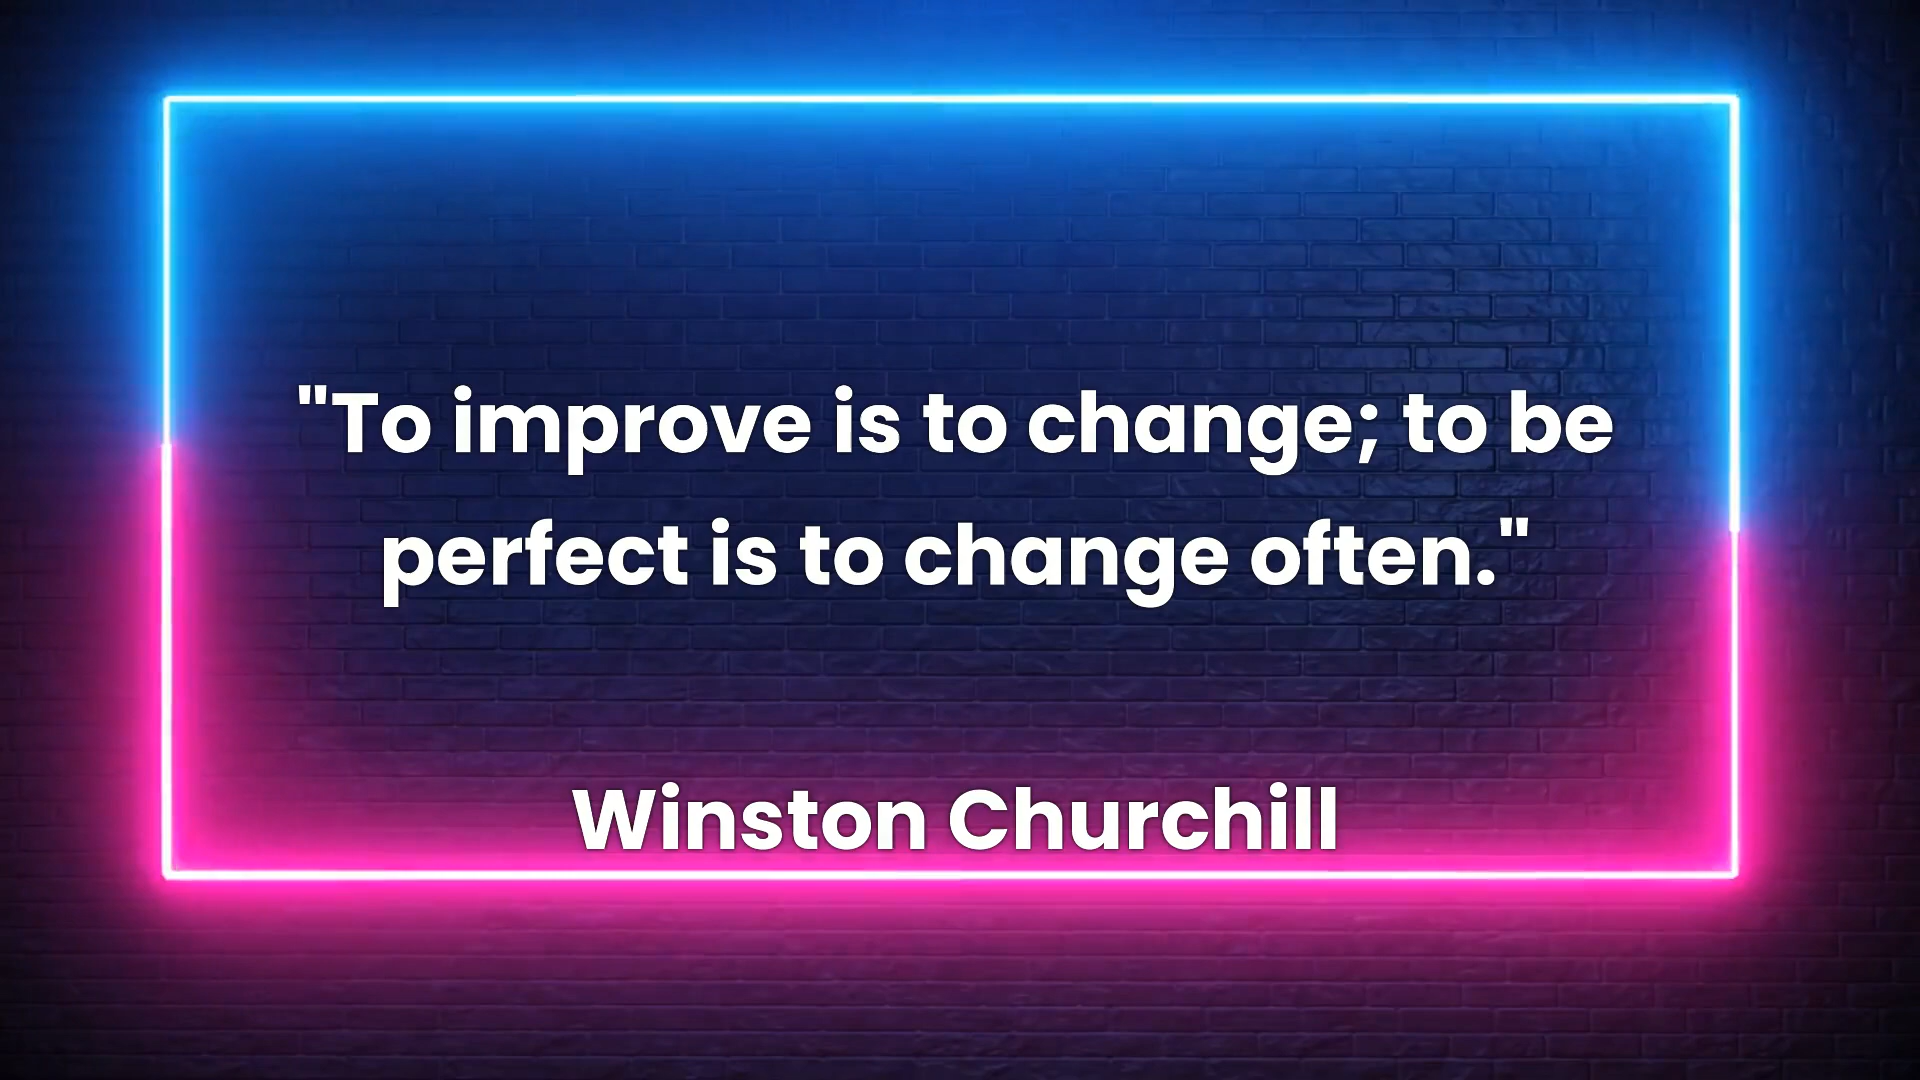 "To improve is to change; to be
perfect is to change often."
Winston Churchill